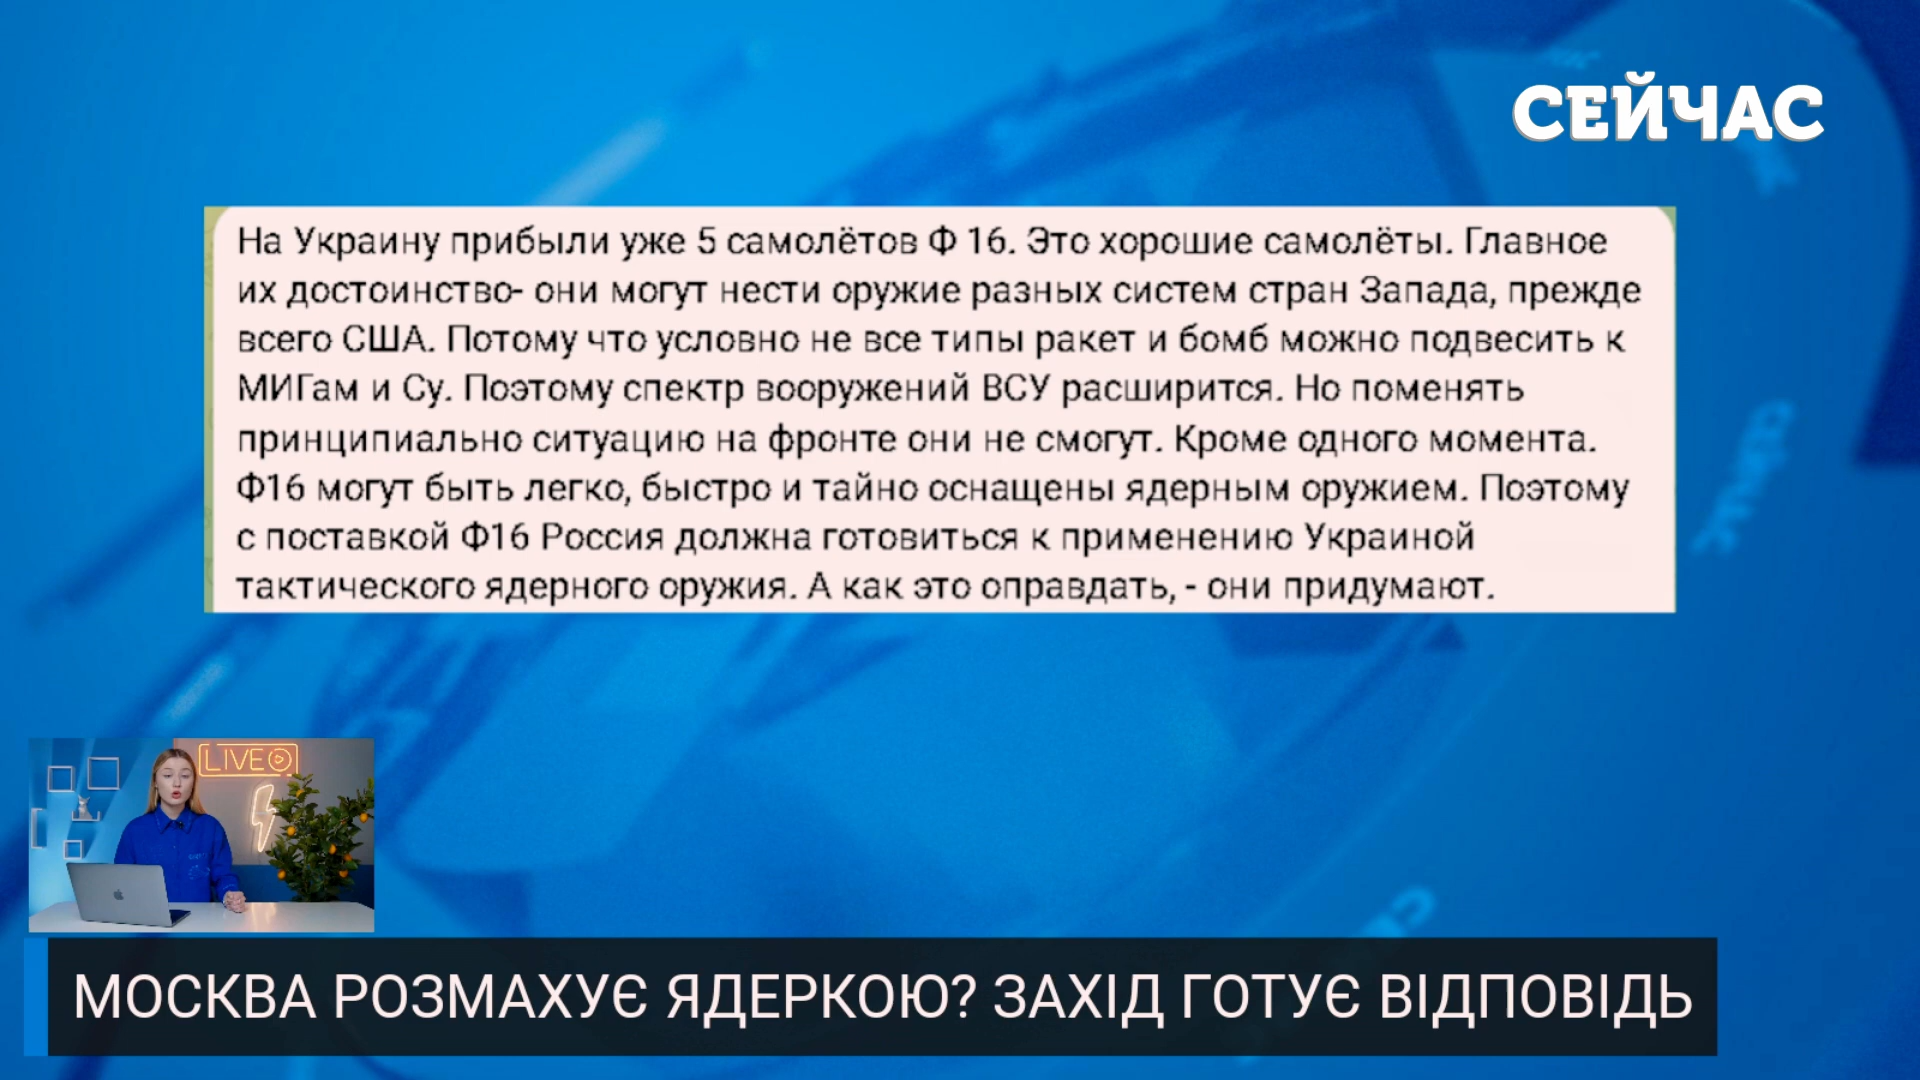 СЕЙЧАС
На Украину прибыли уже 5 самолётов Ф 16. Это хорошие самолёты. Главное
их достоинство- они могут нести оружие разных систем стран Запада, прежде
всего США. Потому что условно не все типы ракет и бомб можно подвесить к
МИГам и Су. Поэтому спектр вооружений ВСУ расширится. Но поменять
принципиально ситуацию на фронте они не смогут. Кроме одного момента.
Ф16 могут быть легко, быстро и тайно оснащены ядерным оружием. Поэтому
с поставкой Ф16 Россия должна готовиться к применению Украиной
тактического ядерного оружия. А как это оправдать, - они придумают.
LIVE
МОСКВА РОЗМАХУЄ ЯДЕРКОЮ? ЗАХІД ГОТУЄ ВІДПОВІДЬ